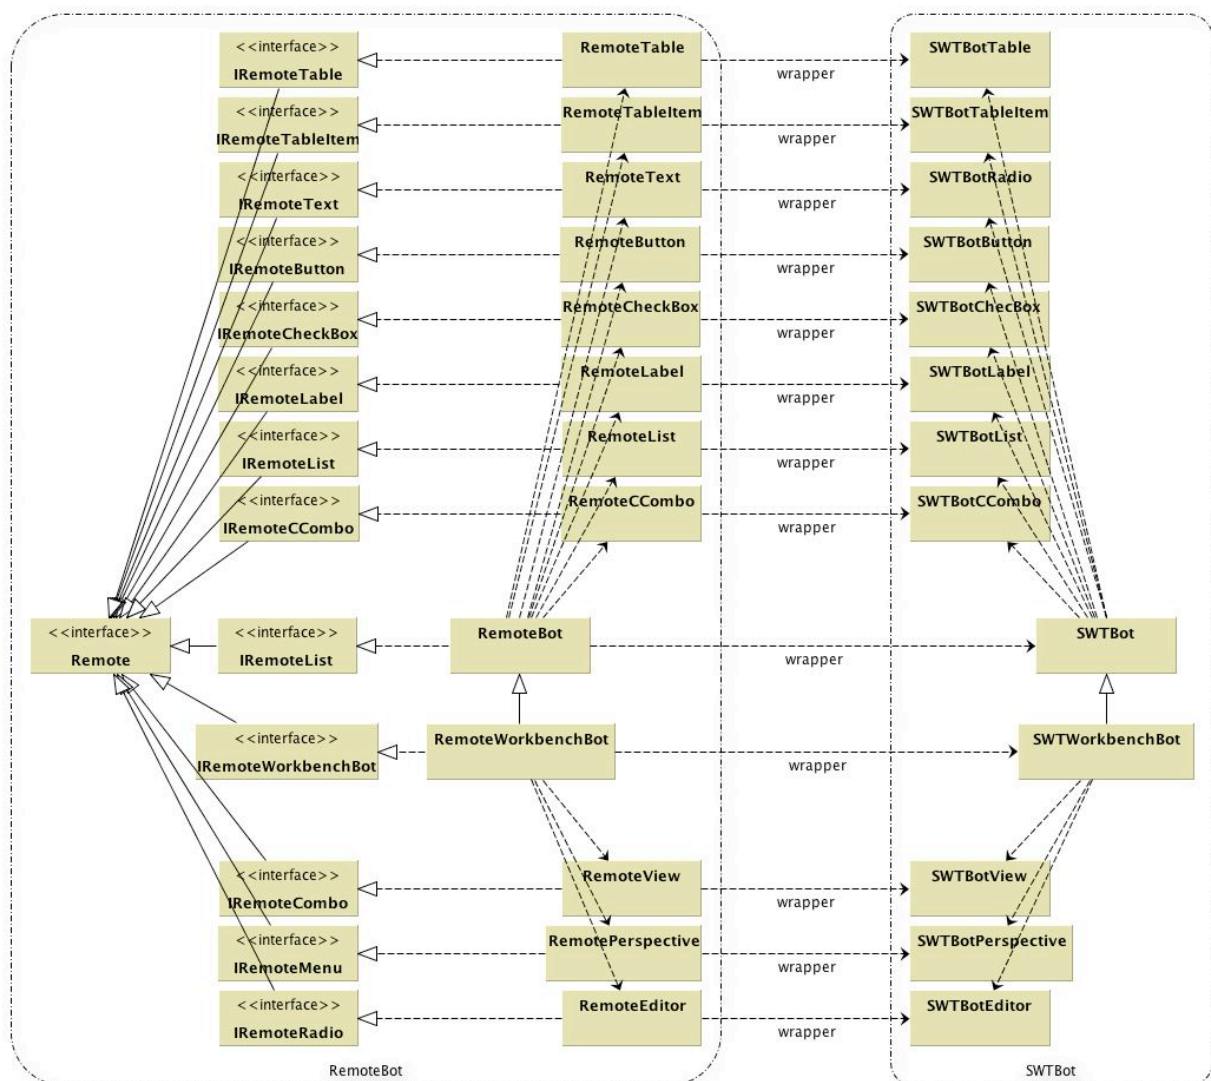 <<interface>>
IRemoteTable
RemoteTable
wrapper
SWTBotTable
<<interface>>
IRemoteTableItem
RemoteTableItem
wrapper
SWTBotTableItem
<<interface>>
IRemoteText
RemoteText
wrapper
SWTBotRadio
<<interface>>
IRemoteButton
RemoteButton
wrapper
SWTBotButton
<<interface>>
IRemoteCheckBox
RemoteCheckBox
wrapper
SWTBotChecBox
<<interface>>
IRemoteLabel
RemoteLabel
wrapper
SWTBotLabel
<<interface>>
IRemoteList
RemoteList
wrapper
SWTBotList
<<interface>>
IRemoteCCombo
RemoteCCombo
wrapper
SWTBotCCombo
<<interface>>
Remote
<<interface>>
IRemoteList
RemoteBot
wrapper
SWTBot
<<interface>>
IRemoteWorkbenchBot
RemoteWorkbenchBot
wrapper
SWTWorkbenchBot
<<interface>>
IRemoteCombo
RemoteView
wrapper
SWTBotView
<<interface>>
IRemoteMenu
RemotePerspective
wrapper
SWTBotPerspective
<<interface>>
IRemoteRadio
RemoteEditor
wrapper
SWTBotEditor
RemoteBot
SWTBot